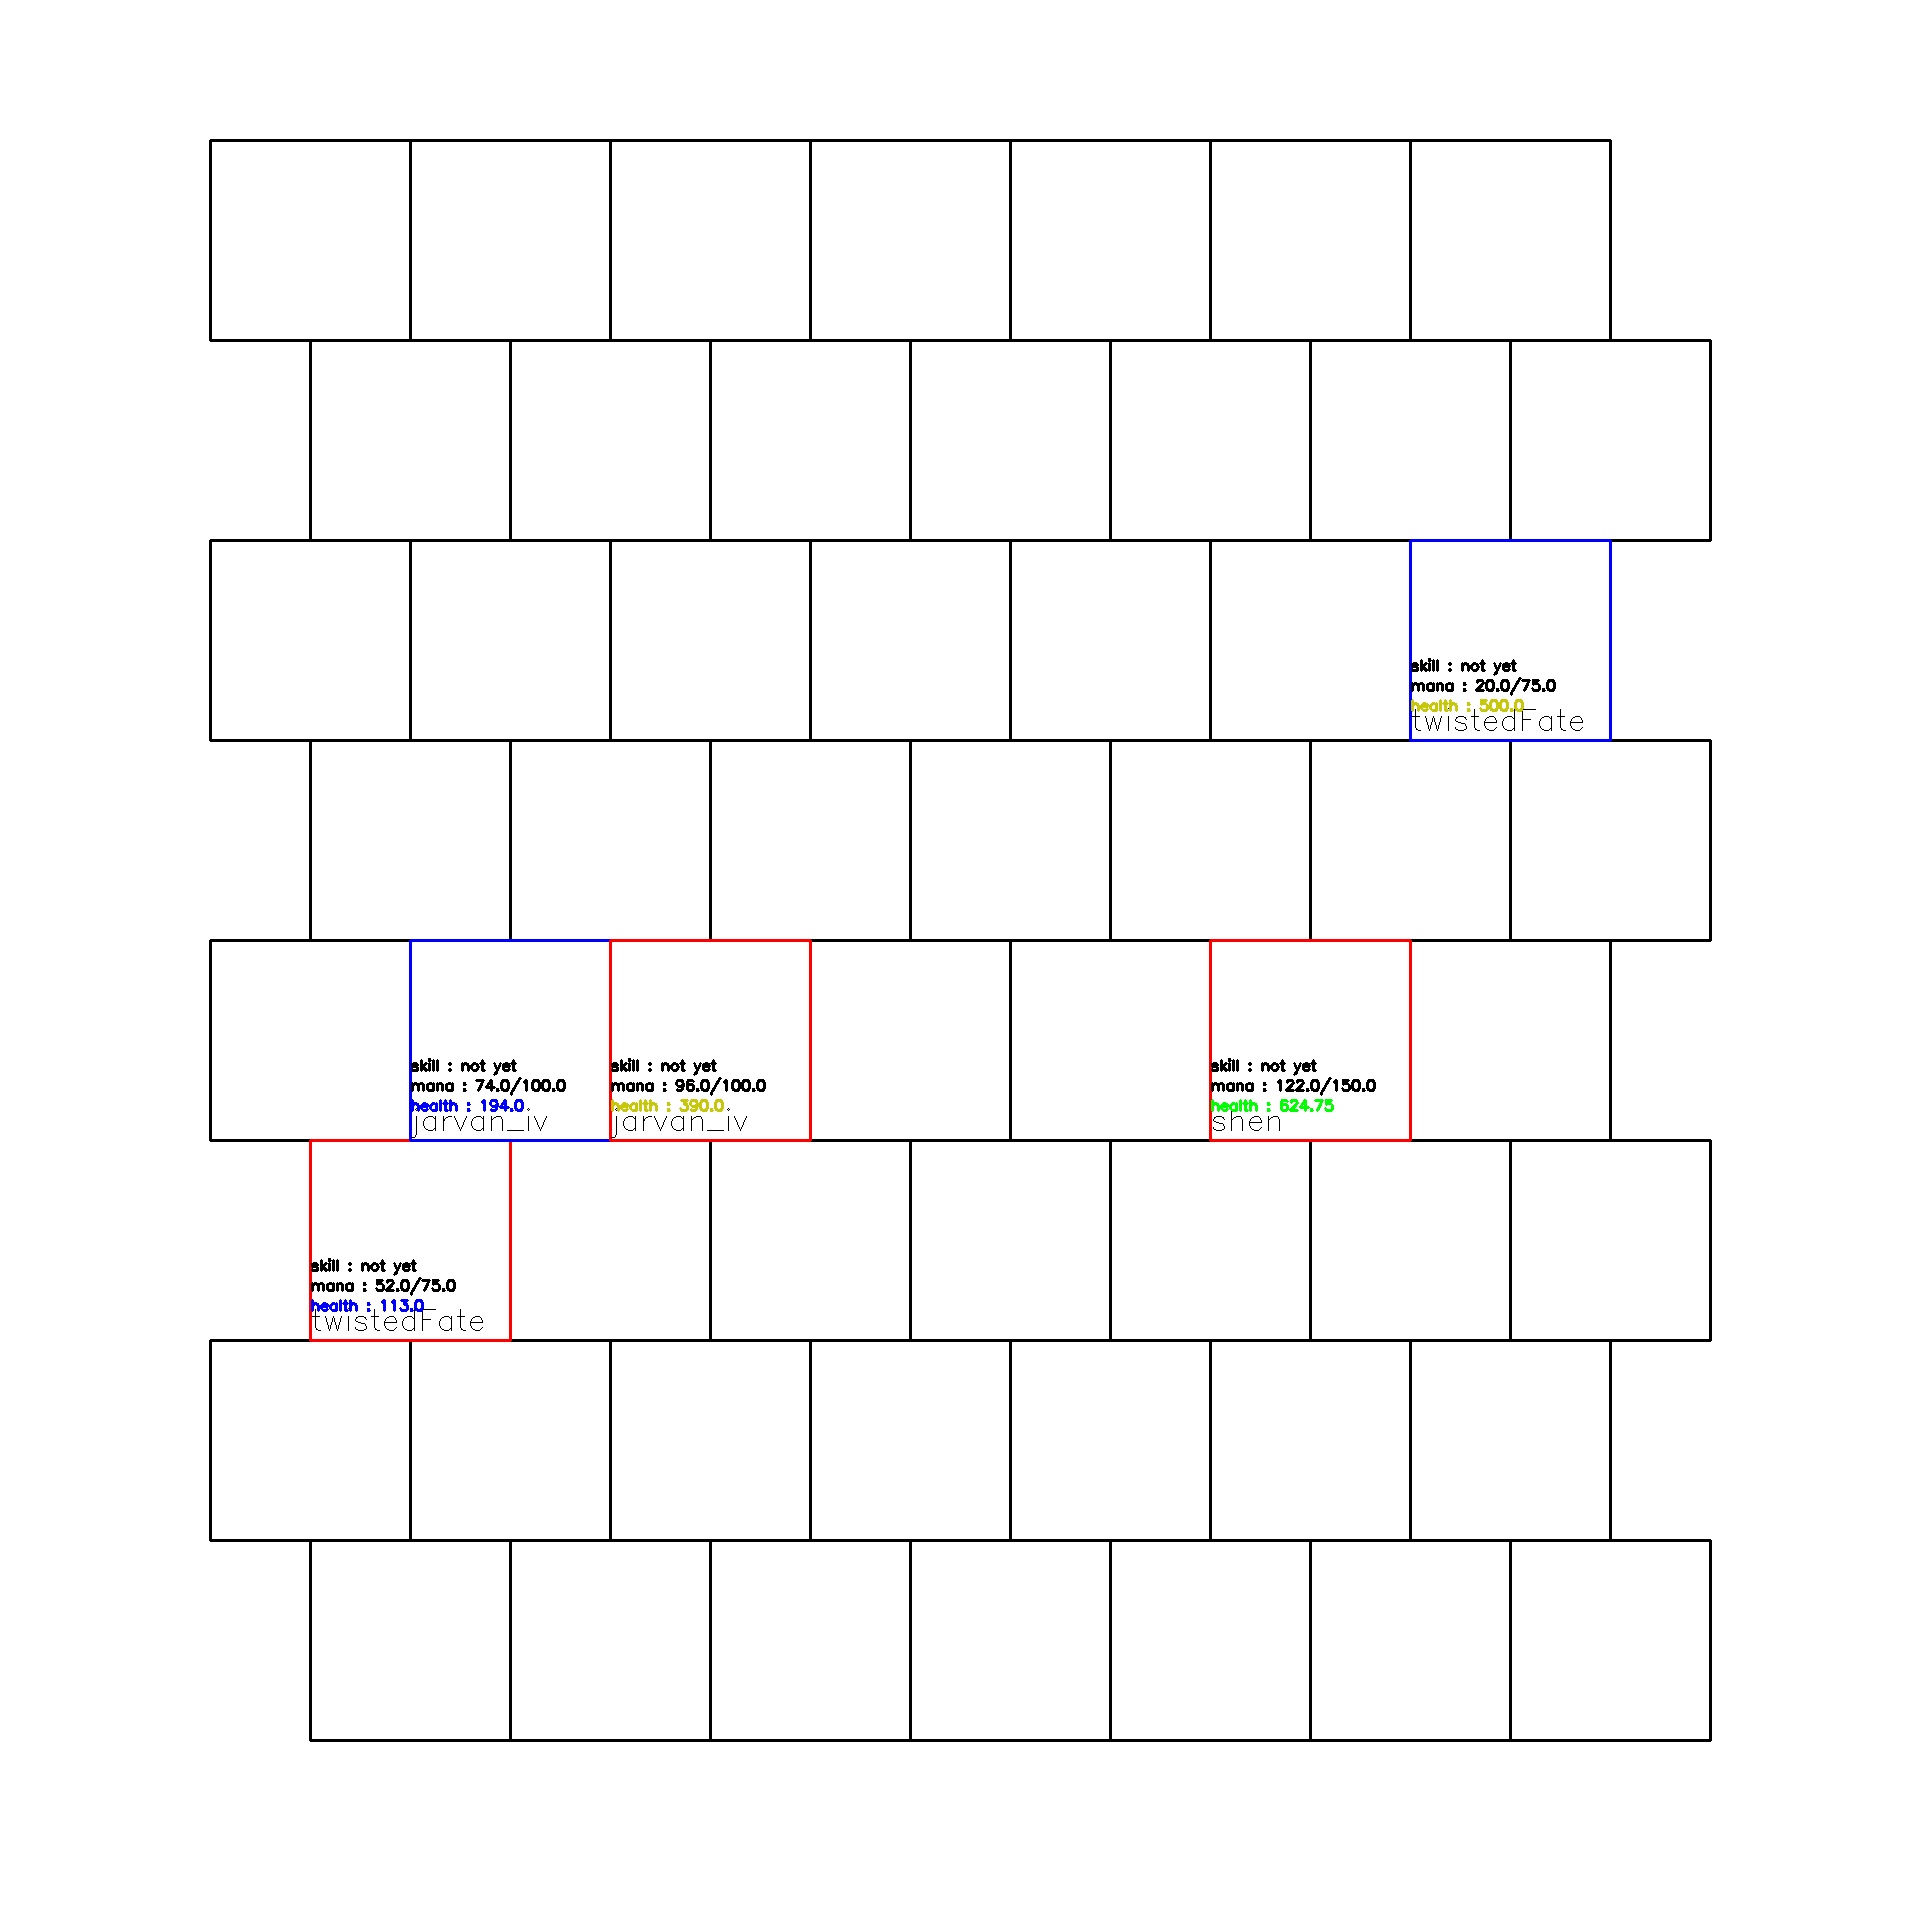 skill : not yet
mana : 20.0/75.0
health : 500.0
twistedFate
skill : not yet
mana : 74.0/100.0
health : 194.0
jarvan_iv
skill : not yet
mana : 96.0/100.0
health : 390.0
jarvan_iv
skill : not yet
mana : 122.0/150.0
health : 624.75
shen
skill : not yet
mana : 52.0/75.0
health : 113.0
twistedFate